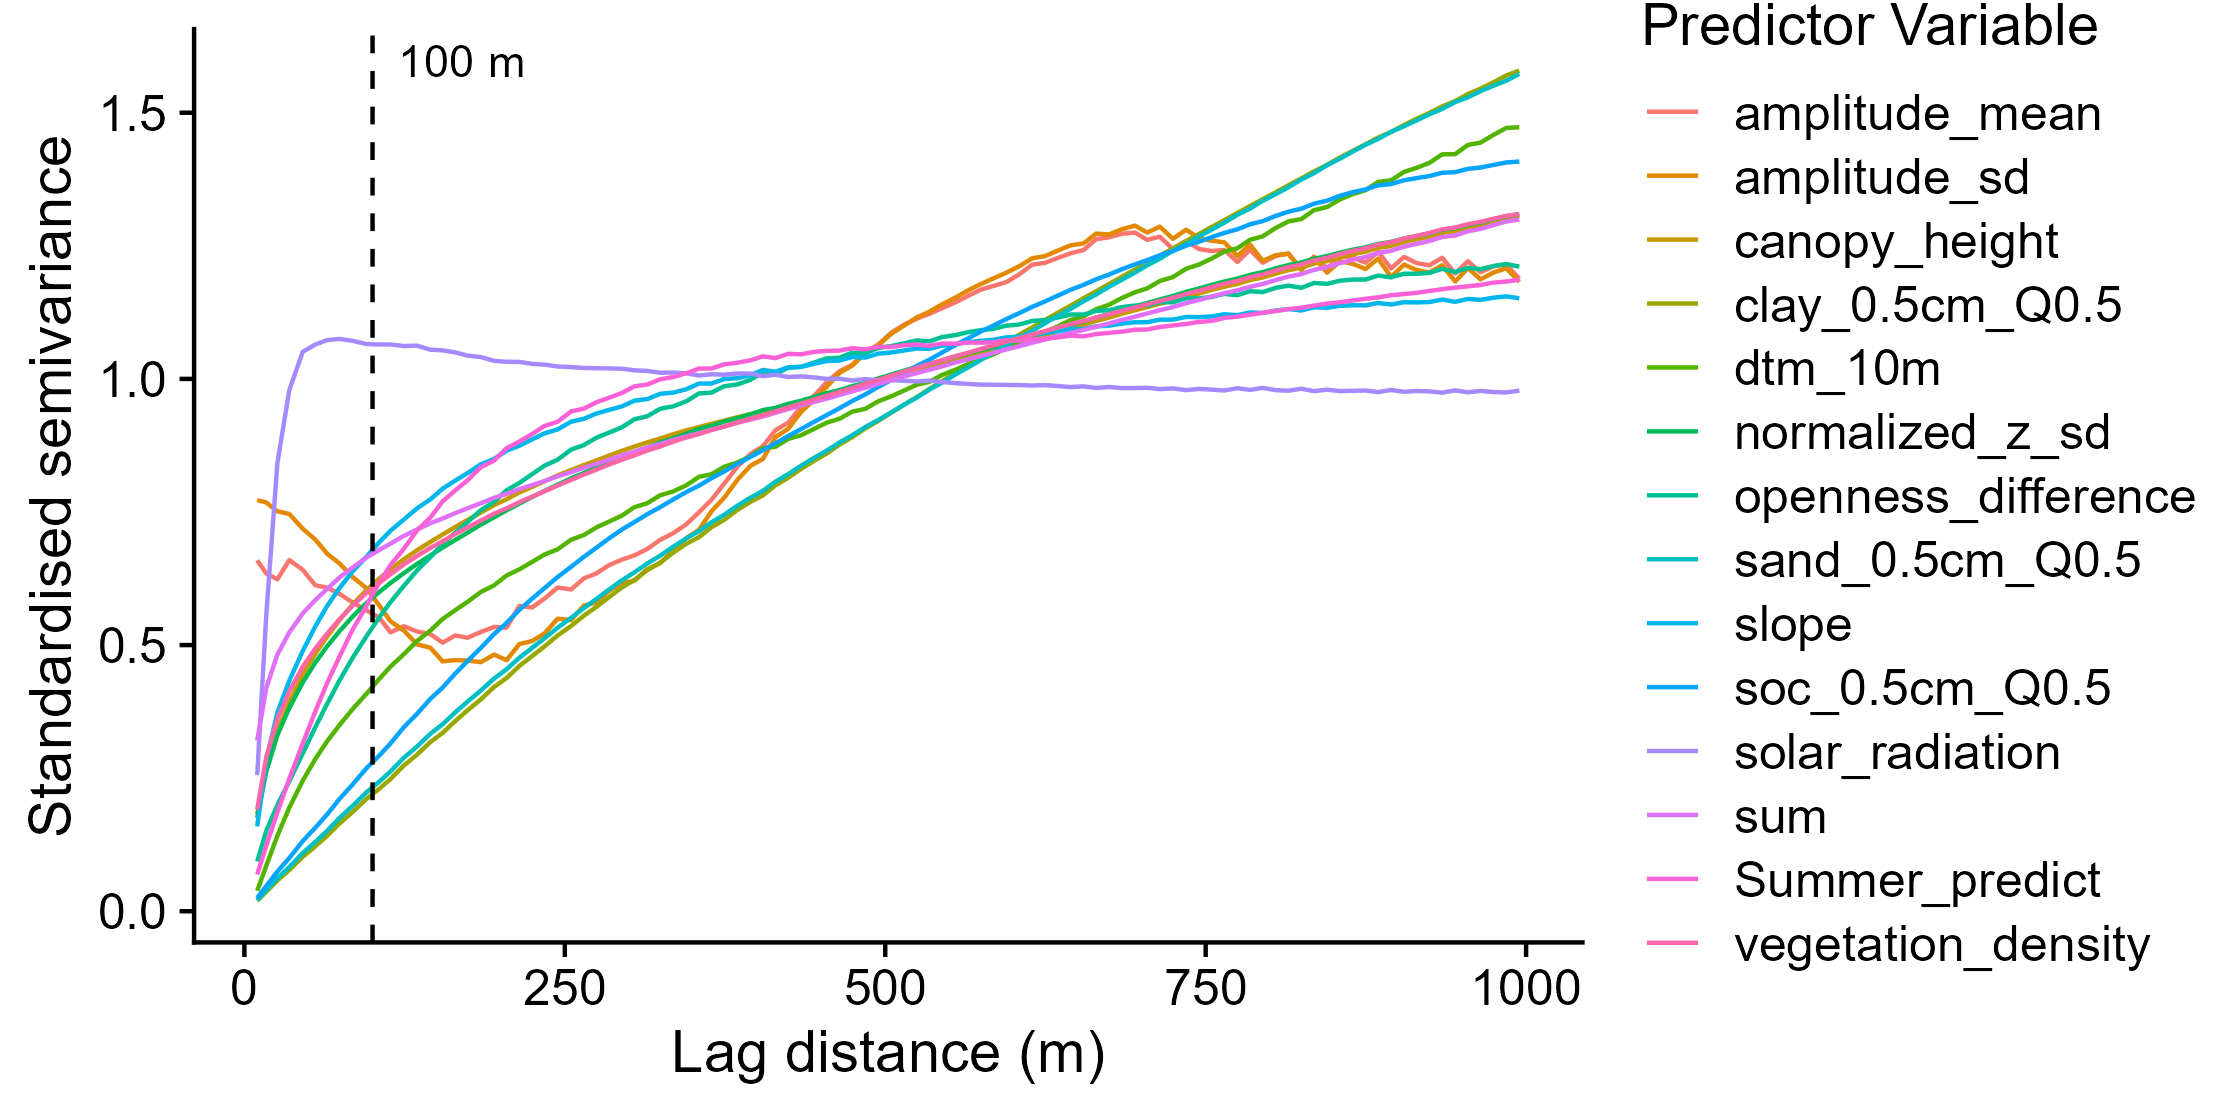 Predictor Variable
100 m
1.5
1.0
0.5
0.0
Standardised semivariance
0
250
500
750
1000
Lag distance (m)
amplitude_mean
amplitude_sd
canopy_height
clay_0.5cm_Q0.5
dtm_10m
normalized_z_sd
openness_difference
sand_0.5cm_Q0.5
slope
soc_0.5cm_Q0.5
solar_radiation
sum
Summer_predict
vegetation_density